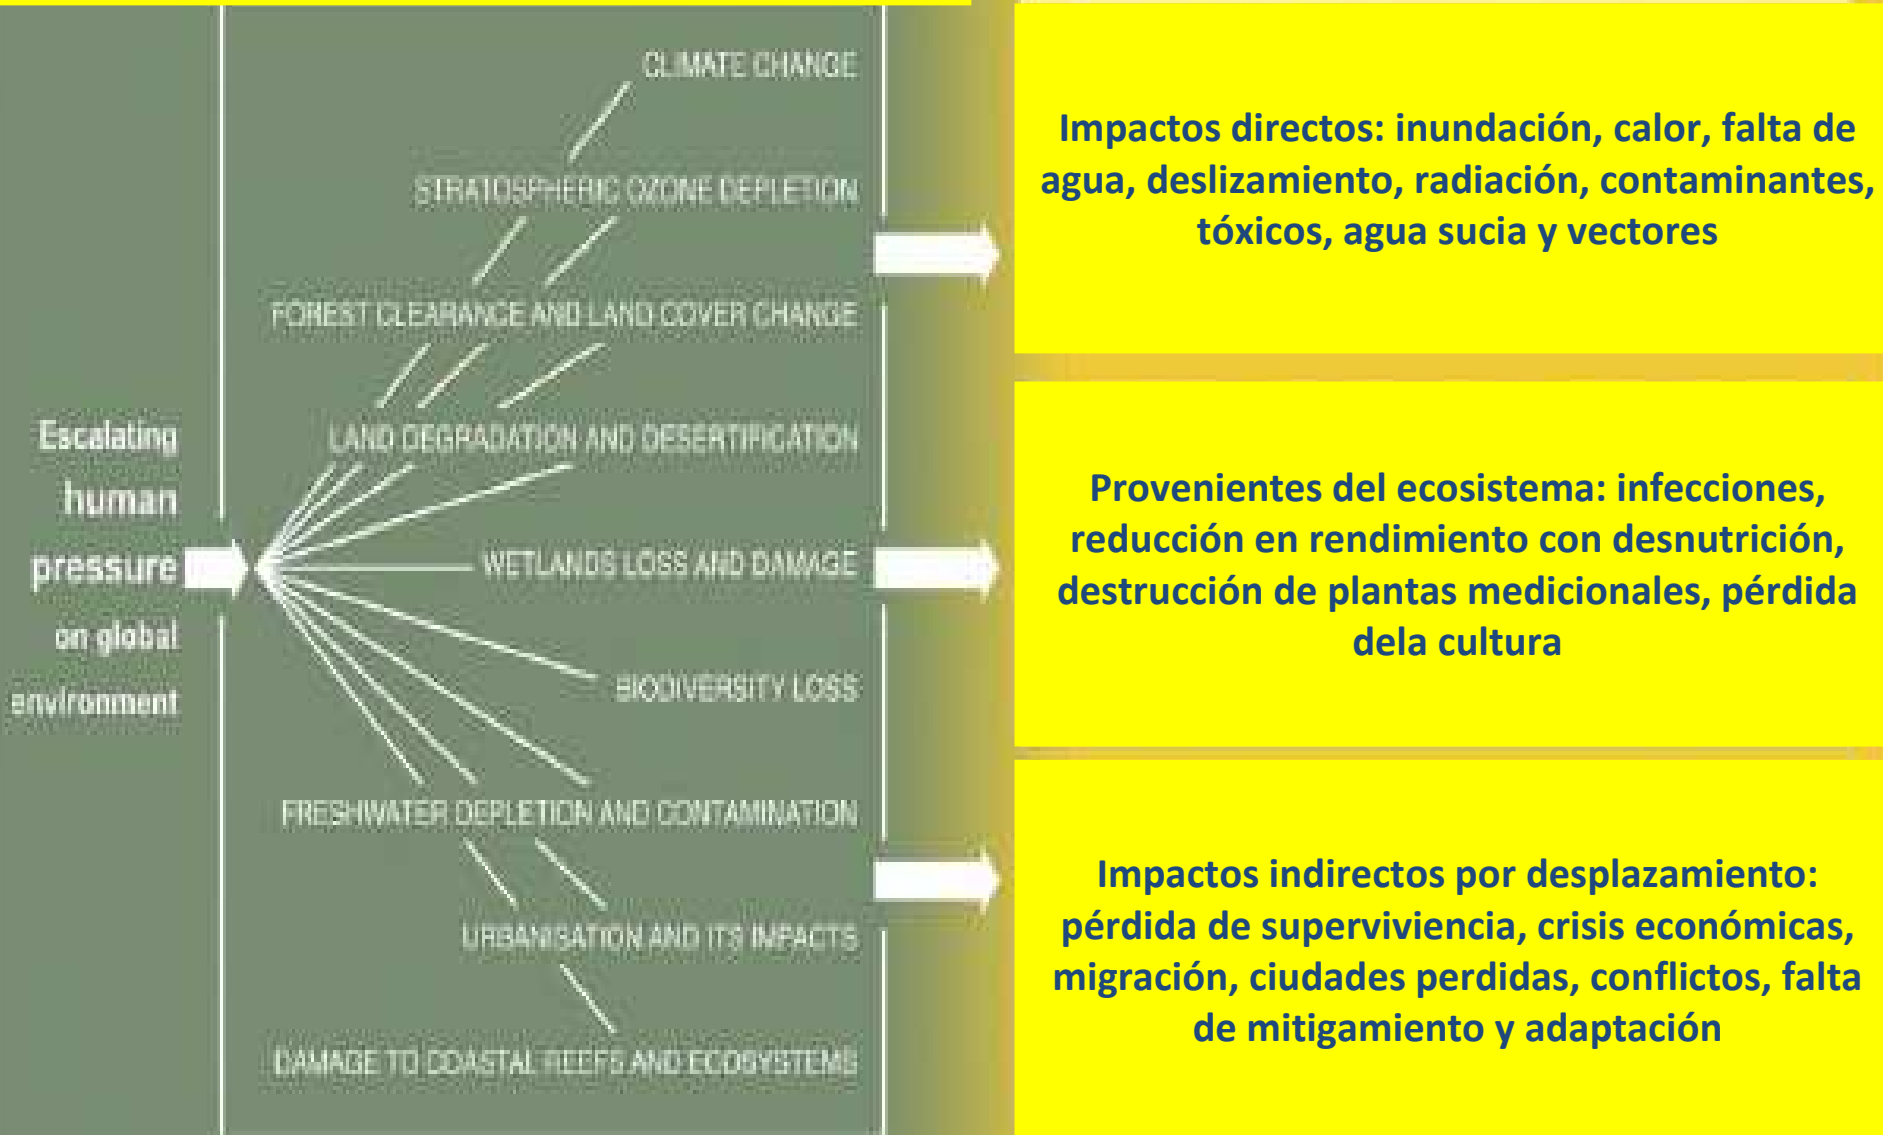 Escalating
human
pressure
on global
environment
CLIMATE CHANGE
STRATOSPHERIC OZONE DEPLETION
FOREST CLEARANCE AND LAND COVER CHANGE
LAND DEGRADATION AND DESERTIFICATION
WETLANDS LOSS AND DAMAGE
BIODIVERSITY LOSS
FRESHWATER DEPLETION AND CONTAMINATION
URBANISATION AND ITS IMPACTS
DAMAGE TO COASTAL REEFS AND ECOSYSTEMS
Impactos directos: inundación, calor, falta de
agua, deslizamiento, radiación, contaminantes,
tóxicos, agua sucia y vectores
Provenientes del ecosistema: infecciones,
reducción en rendimiento con desnutrición,
destrucción de plantas medicionales, pérdida
dela cultura
Impactos indirectos por desplazamiento:
pérdida de superviviencia, crisis económicas,
migración, ciudades perdidas, conflictos, falta
de mitigamiento y adaptación